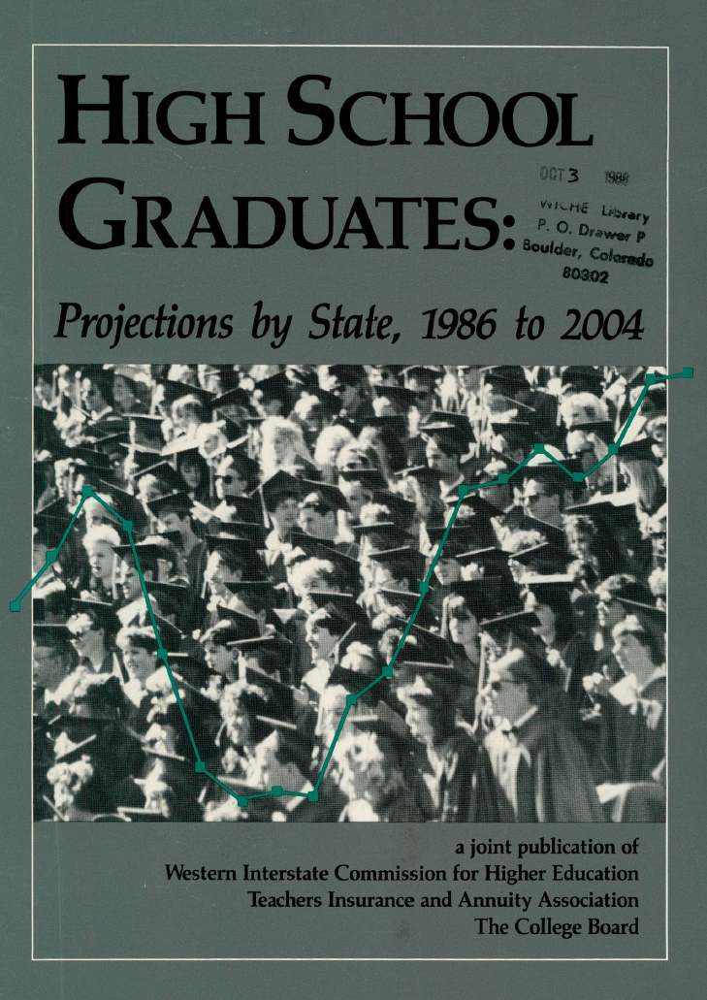 HIGH SCHOOL
GRADUATES:
OCT 3 1988
WICHE Library
P. O. Drawer P
Boulder, Colorado
80302
Projections by State, 1986 to 2004
a joint publication of
Western Interstate Commission for Higher Education
Teachers Insurance and Annuity Association
The College Board